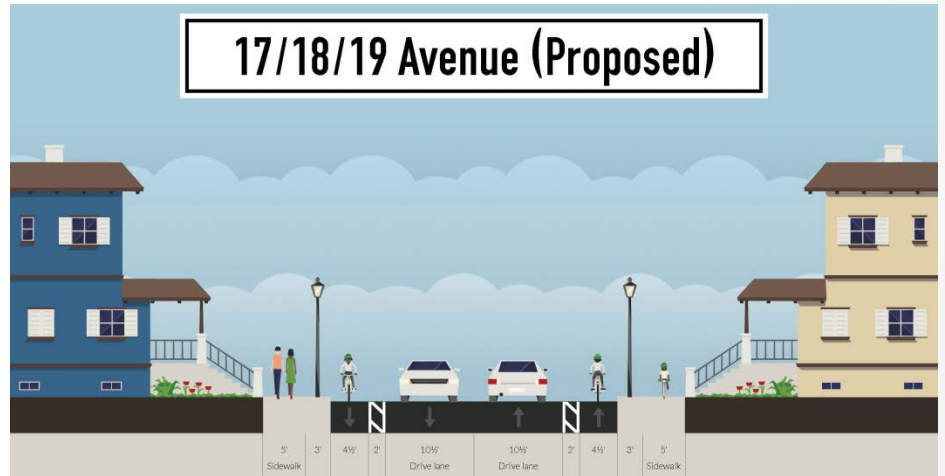 17/18/19 Avenue (Proposed)
5' 3' 4½' 2' 10½' 10½' 2' 4½' 3' 5'
Sidewalk Drive lane Drive lane Sidewalk